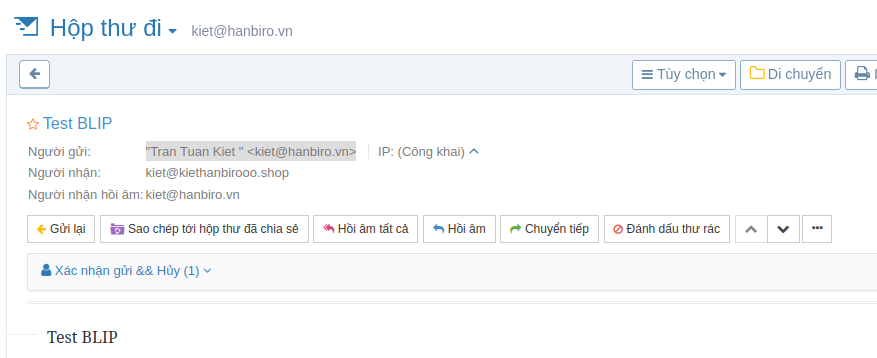 Hộp thư đi kiet@hanbiro.vn
Tùy chọn Di chuyển
Test BLIP
Người gửi: "Tran Tuan Kiet " <kiet@hanbiro.vn> IP: (Công khai)
Người nhận: kiet@kiethanbirooo.shop
Người nhận hồi âm: kiet@hanbiro.vn
Gửi lại Sao chép tới hộp thư đã chia sẻ Hồi âm tất cả Hồi âm Chuyển tiếp Đánh dấu thư rác
Xác nhận gửi && Hủy (1)
Test BLIP